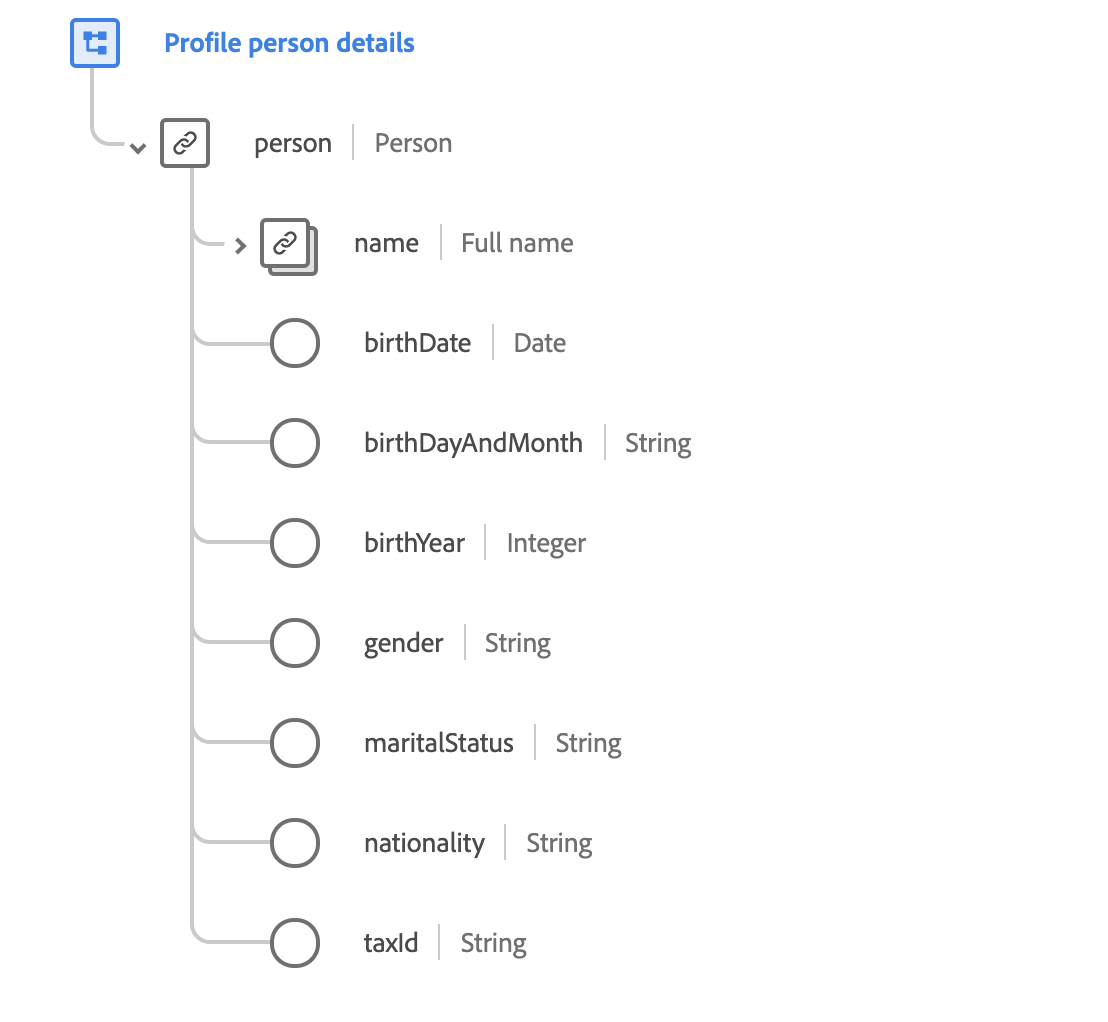 Profile person details
person | Person
name | Full name
birthDate | Date
birthDayAndMonth | String
birthYear | Integer
gender | String
maritalStatus | String
nationality | String
taxId | String